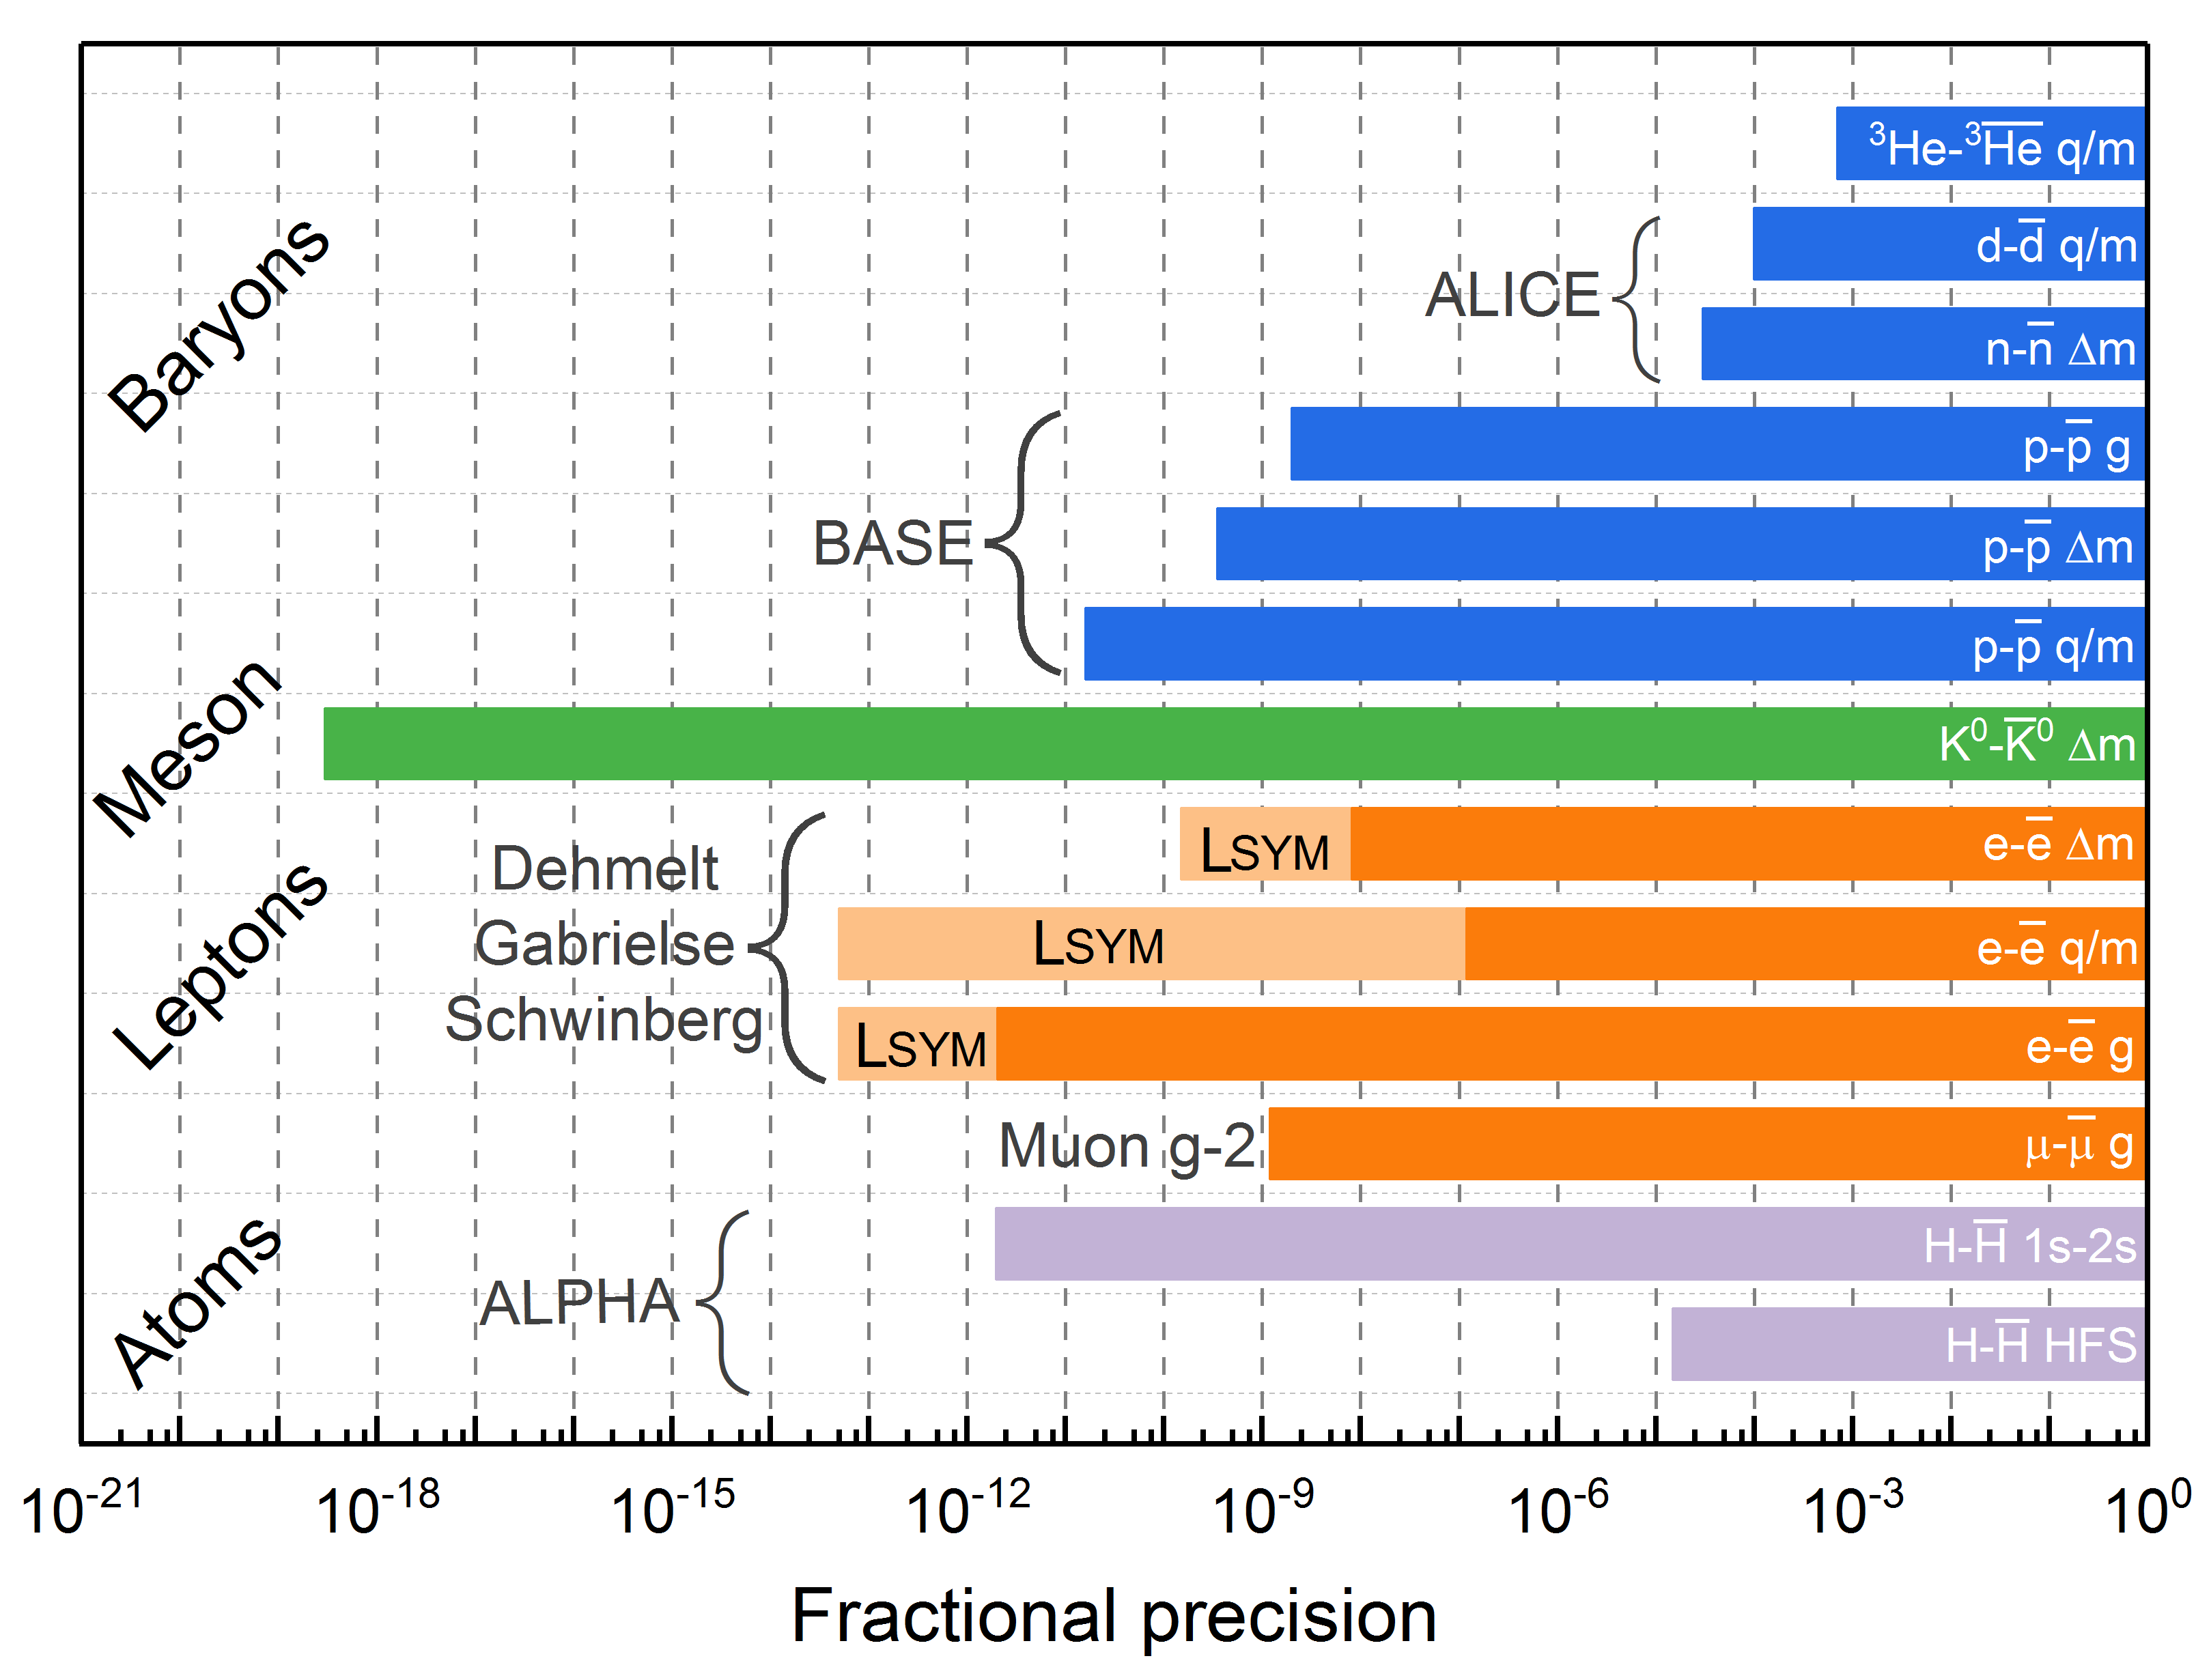 Baryons
Meson
Leptons
Atoms
³He-³H̅e̅ q/m
d-d̅ q/m
ALICE
n-n̅ Δm
p-p̅ g
BASE
p-p̅ Δm
p-p̅ q/m
K⁰-K̅⁰ Δm
LSYM
e-e̅ Δm
Dehmelt
Gabrielse
Schwinberg
LSYM
e-e̅ q/m
LSYM
e-e̅ g
Muon g-2
μ-μ̅ g
H-H̅ 1s-2s
ALPHA
H-H̅ HFS
10⁻²¹ 10⁻¹⁸ 10⁻¹⁵ 10⁻¹² 10⁻⁹ 10⁻⁶ 10⁻³ 10⁰
Fractional precision